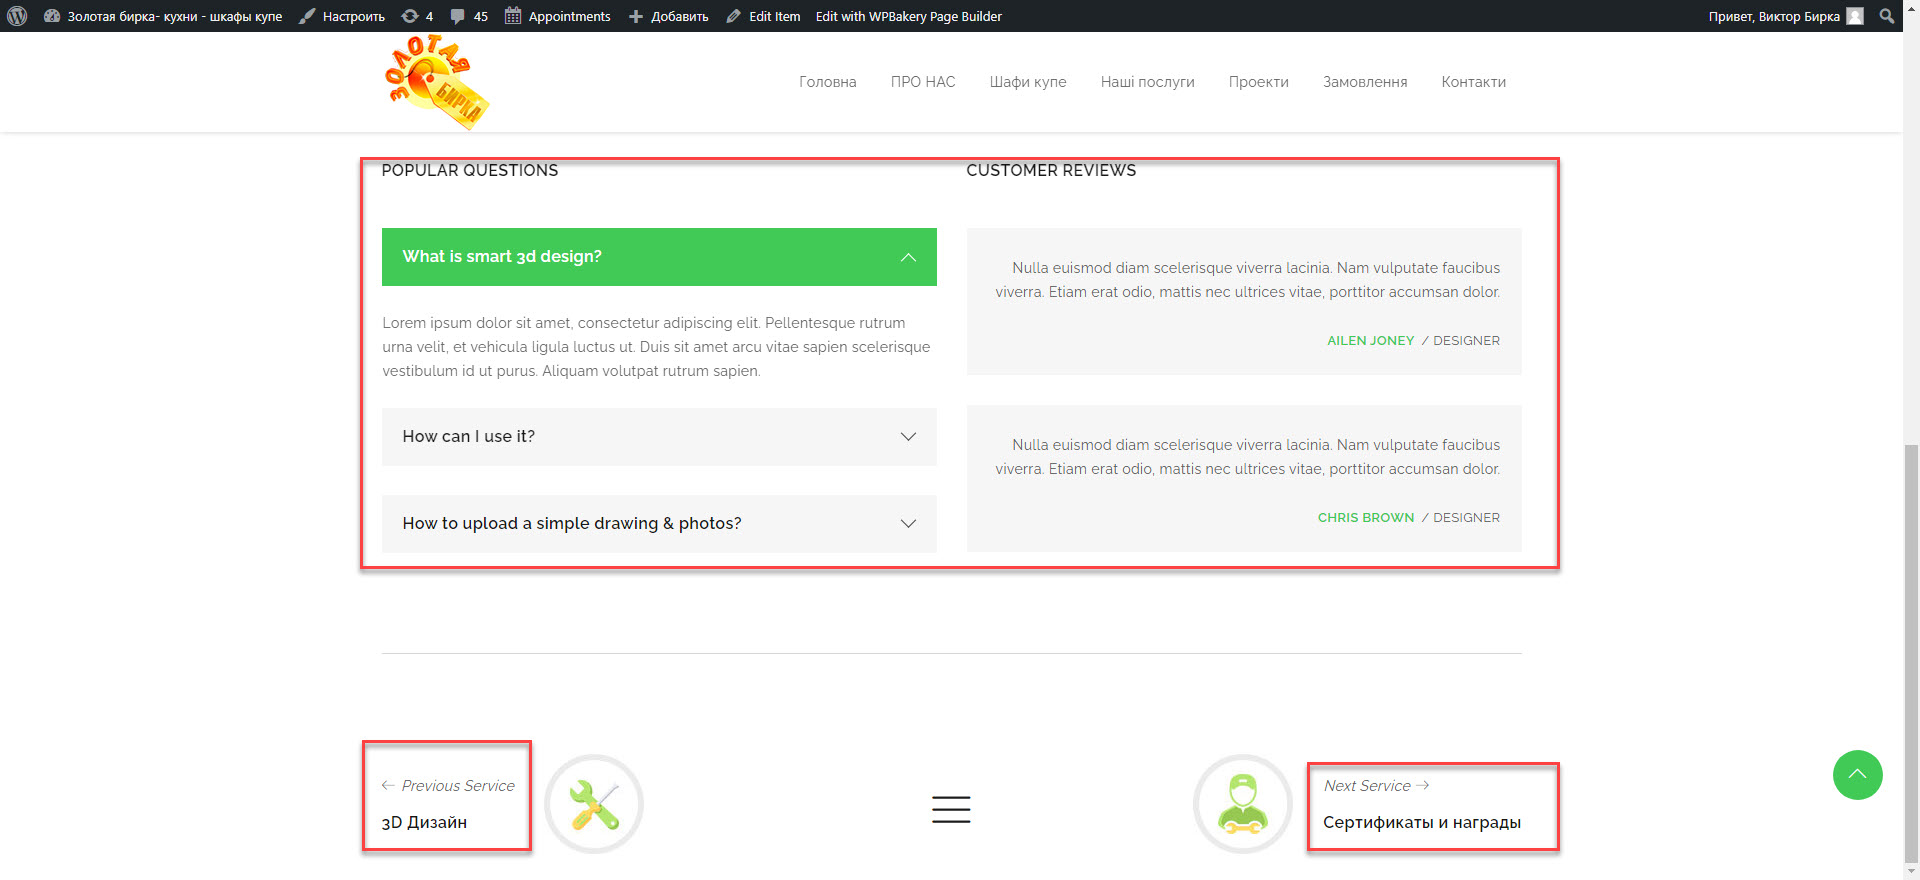 Золотая бирка- кухни - шкафы купе Настроить 4 45 Appointments Добавить Edit Item Edit with WPBakery Page Builder Привет, Виктор Бирка
ЗОЛОТАЯ
БИРКА
Головна ПРО НАС Шафи купе Наші послуги Проекти Замовлення Контакти
POPULAR QUESTIONS
What is smart 3d design?
Lorem ipsum dolor sit amet, consectetur adipiscing elit. Pellentesque rutrum
urna velit, et vehicula ligula luctus ut. Duis sit amet arcu vitae sapien scelerisque
vestibulum id ut purus. Aliquam volutpat rutrum sapien.
How can I use it?
How to upload a simple drawing & photos?
CUSTOMER REVIEWS
Nulla euismod diam scelerisque viverra lacinia. Nam vulputate faucibus
viverra. Etiam erat odio, mattis nec ultrices vitae, porttitor accumsan dolor.
AILEN JONEY / DESIGNER
Nulla euismod diam scelerisque viverra lacinia. Nam vulputate faucibus
viverra. Etiam erat odio, mattis nec ultrices vitae, porttitor accumsan dolor.
CHRIS BROWN / DESIGNER
← Previous Service
3D Дизайн
Next Service →
Сертификаты и награды